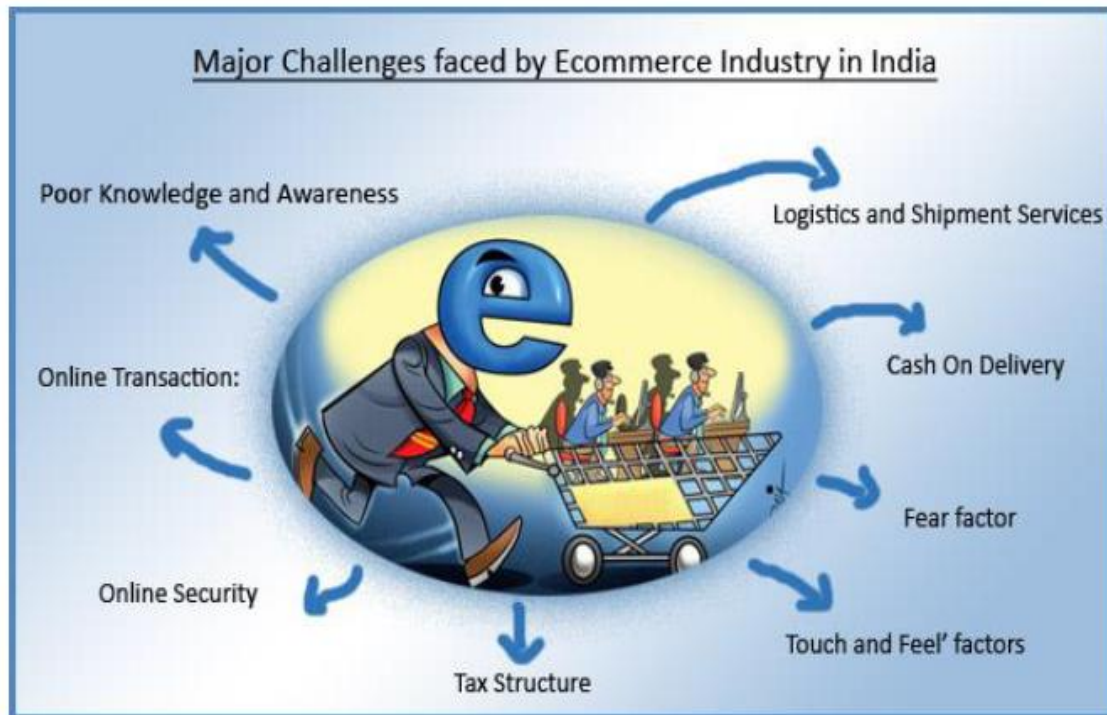 Major Challenges faced by Ecommerce Industry in India
Poor Knowledge and Awareness
Logistics and Shipment Services
Online Transaction:
Cash On Delivery
Fear factor
Online Security
Touch and Feel’ factors
Tax Structure
e